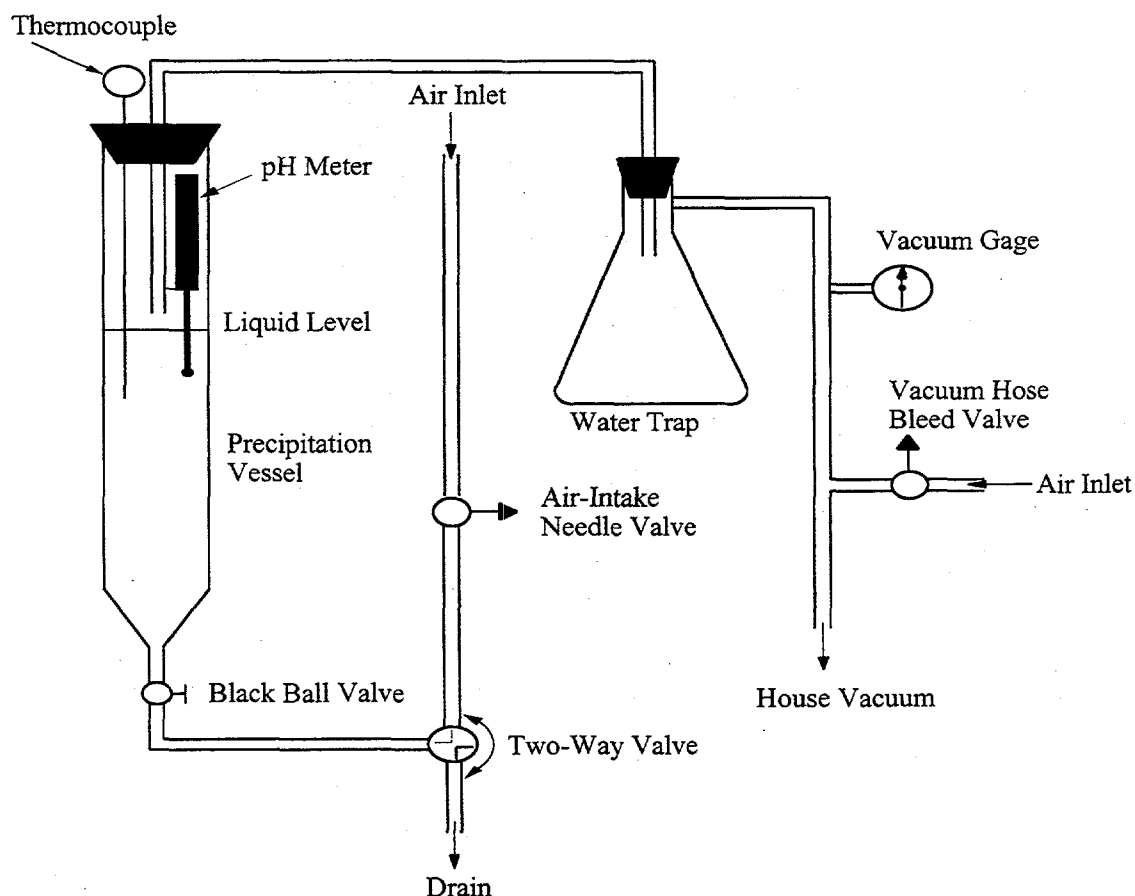 Thermocouple
Air Inlet
pH Meter
Vacuum Gage
Liquid Level
Vacuum Hose
Bleed Valve
Water Trap
Precipitation
Vessel
Air Inlet
Air-Intake
Needle Valve
Black Ball Valve
House Vacuum
Two-Way Valve
Drain